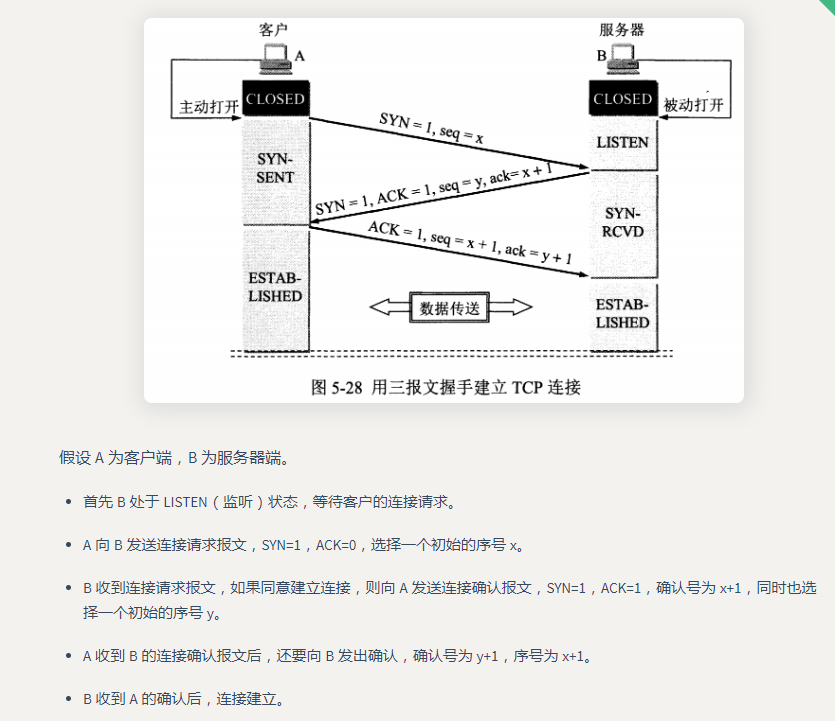 客户 服务器
A B
主动打开 CLOSED CLOSED 被动打开
SYN = 1, seq = x
LISTEN
SYN-
SENT
SYN = 1, ACK = 1, seq = y, ack= x + 1
SYN-
RCVD
ACK = 1, seq = x + 1, ack = y + 1
ESTAB-
LISHED
数据传送
ESTAB-
LISHED
图 5-28 用三报文握手建立 TCP 连接
假设 A 为客户端，B 为服务器端。
首先 B 处于 LISTEN（监听）状态，等待客户的连接请求。
A 向 B 发送连接请求报文，SYN=1，ACK=0，选择一个初始的序号 x。
B 收到连接请求报文，如果同意建立连接，则向 A 发送连接确认报文，SYN=1，ACK=1，确认号为 x+1，同时也选
择一个初始的序号 y。
A 收到 B 的连接确认报文后，还要向 B 发出确认，确认号为 y+1，序号为 x+1。
B 收到 A 的确认后，连接建立。